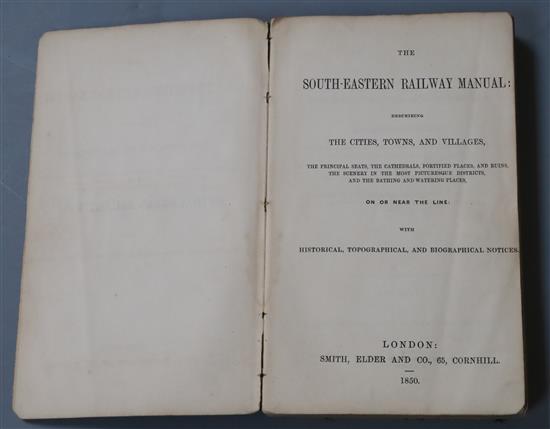 THE
SOUTH-EASTERN RAILWAY MANUAL:
DESCRIBING
THE CITIES, TOWNS, AND VILLAGES,
THE PRINCIPAL SEATS, THE CATHEDRALS, FORTIFIED PLACES, AND RUINS,
THE SCENERY IN THE MOST PICTURESQUE DISTRICTS,
AND THE BATHING AND WATERING PLACES,
ON OR NEAR THE LINE:
WITH
HISTORICAL, TOPOGRAPHICAL, AND BIOGRAPHICAL NOTICES.
LONDON:
SMITH, ELDER AND CO., 65, CORNHILL.
1850.